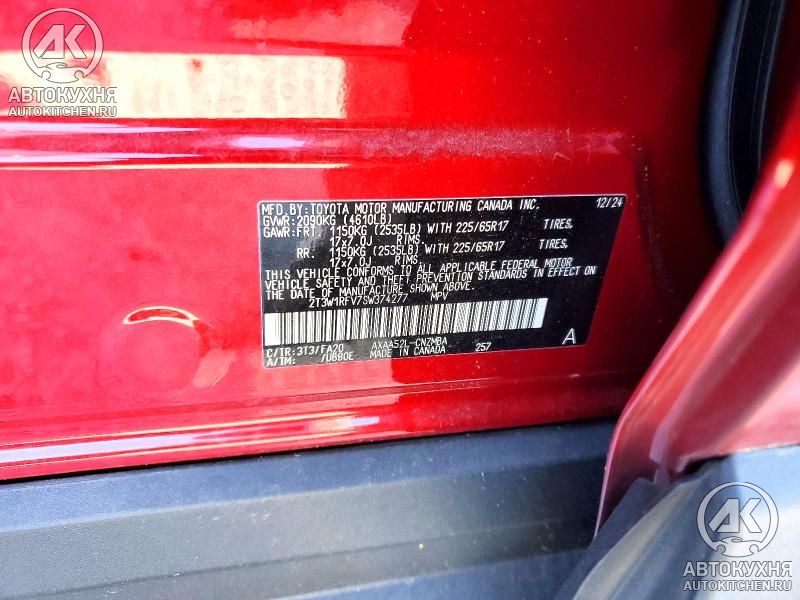 AK
АВТОКУХНЯ
AUTOKITCHEN.RU
MFD.BY:TOYOTA MOTOR MANUFACTURING CANADA INC. 12/24
GVWR:2090KG (4610LB)
GAWR:FRT. 1150KG (2535LB) WITH 225/65R17 TIRES.
17x7.0J RIMS
RR. 1150KG (2535LB) WITH 225/65R17 TIRES.
17x7.0J RIMS
THIS VEHICLE CONFORMS TO ALL APPLICABLE FEDERAL MOTOR
VEHICLE SAFETY AND THEFT PREVENTION STANDARDS IN EFFECT ON
THE DATE OF MANUFACTURE SHOWN ABOVE.
2T3W1RFV7SW374277 MPV
C/TR:3T3/FA20 AXAA52L-CNZMBA 257 A
A/TM: /DB80E MADE IN CANADA
AK
АВТОКУХНЯ
AUTOKITCHEN.RU